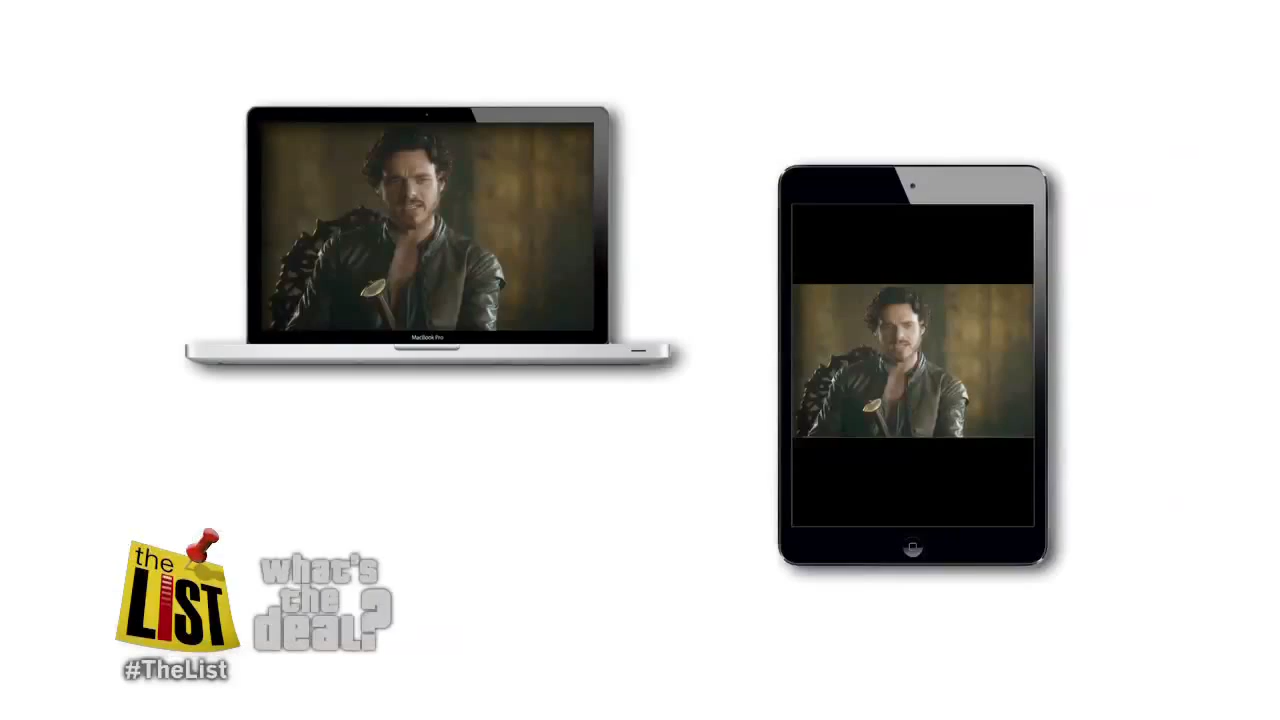 MacBook Pro
the
LIST
#TheList
what's
the
deal?